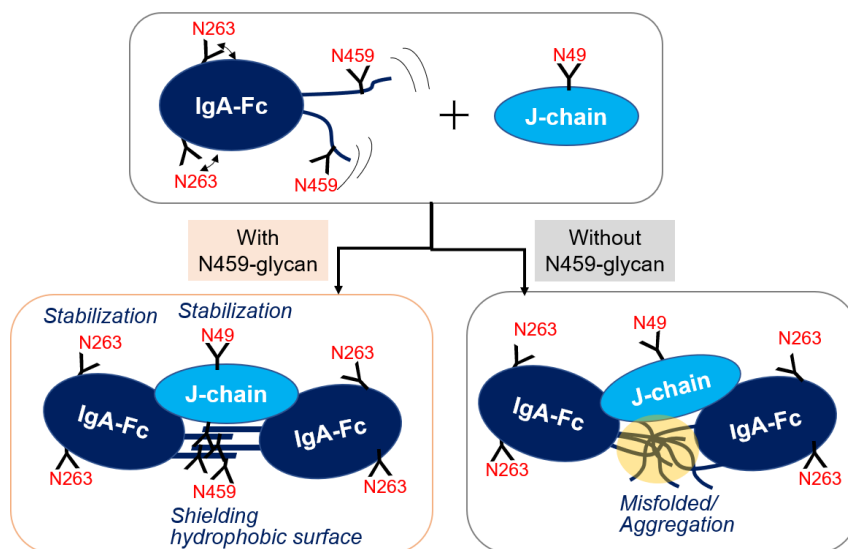 N263
N459
N49
IgA-Fc
J-chain
+
N263
N459
With
N459-glycan
Without
N459-glycan
Stabilization
Stabilization
N263
N49
N263
J-chain
IgA-Fc
IgA-Fc
N263
N459
N263
Shielding
hydrophobic surface
N263
N49
N263
J-chain
IgA-Fc
IgA-Fc
N263
N263
Misfolded/
Aggregation